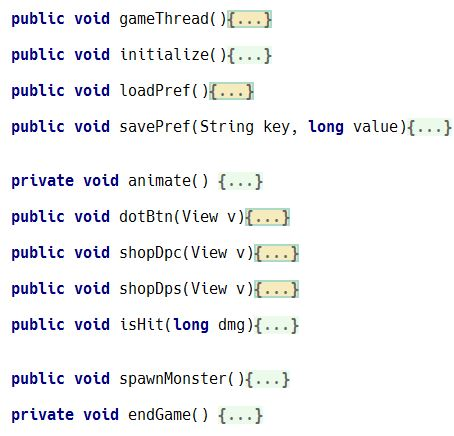 public void gameThread(){...}
public void initialize(){...}
public void loadPref(){...}
public void savePref(String key, long value){...}
private void animate() {...}
public void dotBtn(View v){...}
public void shopDpc(View v){...}
public void shopDps(View v){...}
public void isHit(long dmg){...}
public void spawnMonster(){...}
private void endGame() {...}